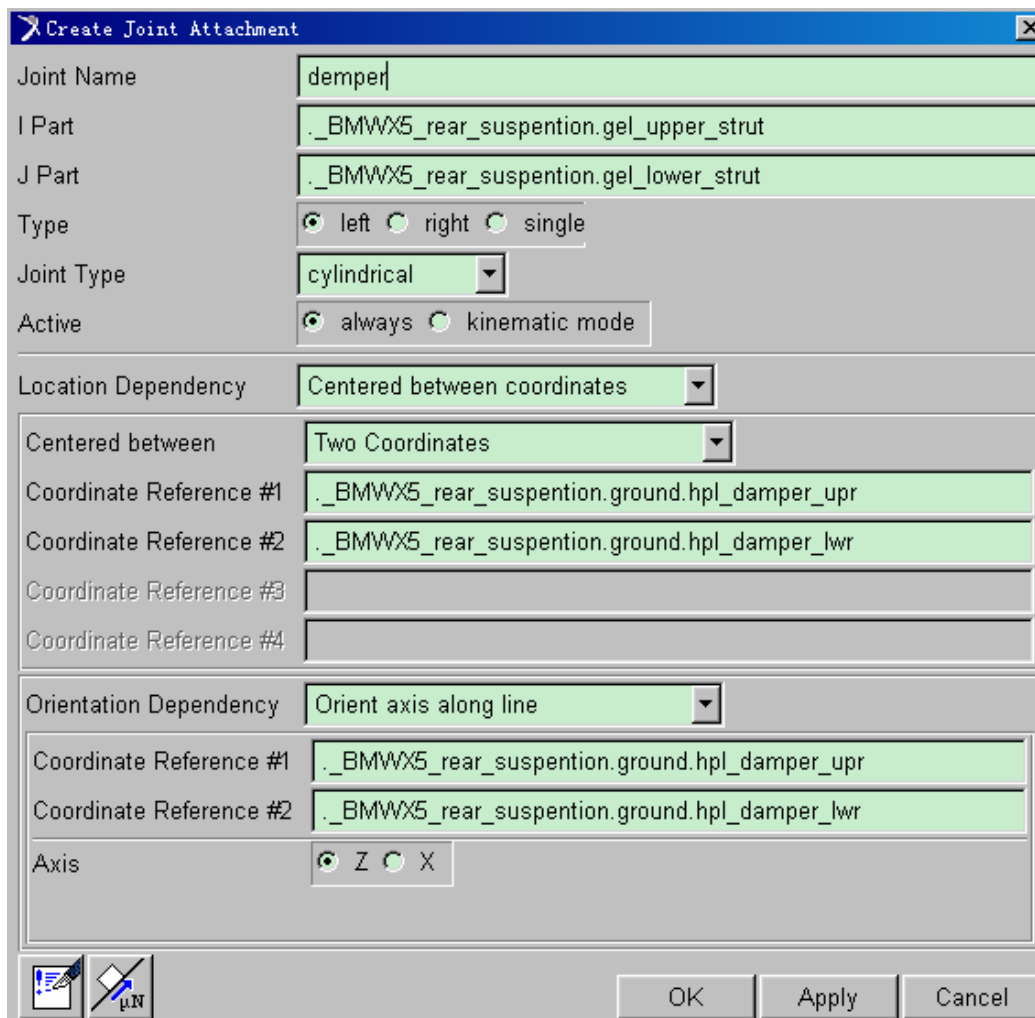 Create Joint Attachment
Joint Name demper
I Part ._BMWX5_rear_suspention.gel_upper_strut
J Part ._BMWX5_rear_suspention.gel_lower_strut
Type left right single
Joint Type cylindrical
Active always kinematic mode
Location Dependency Centered between coordinates
Centered between Two Coordinates
Coordinate Reference #1 ._BMWX5_rear_suspention.ground.hpl_damper_upr
Coordinate Reference #2 ._BMWX5_rear_suspention.ground.hpl_damper_lwr
Coordinate Reference #3
Coordinate Reference #4
Orientation Dependency Orient axis along line
Coordinate Reference #1 ._BMWX5_rear_suspention.ground.hpl_damper_upr
Coordinate Reference #2 ._BMWX5_rear_suspention.ground.hpl_damper_lwr
Axis Z X
μN OK Apply Cancel